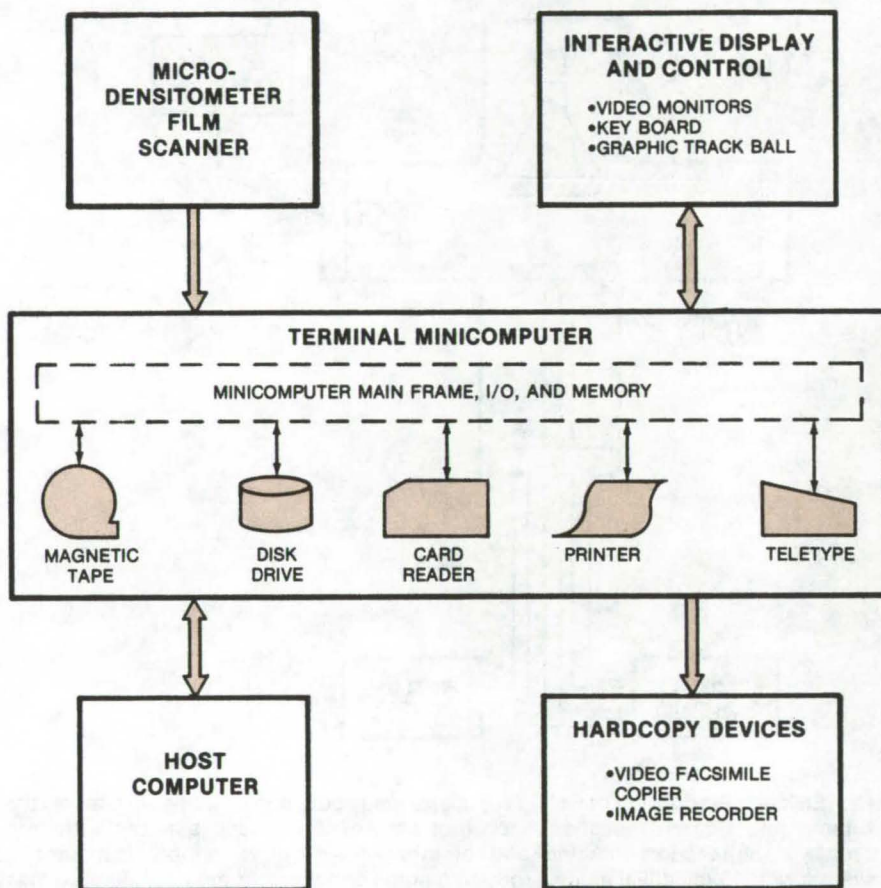 MICRO-
DENSITOMETER
FILM
SCANNER
INTERACTIVE DISPLAY
AND CONTROL
•VIDEO MONITORS
•KEY BOARD
•GRAPHIC TRACK BALL
TERMINAL MINICOMPUTER
MINICOMPUTER MAIN FRAME, I/O, AND MEMORY
MAGNETIC
TAPE
DISK
DRIVE
CARD
READER
PRINTER
TELETYPE
HOST
COMPUTER
HARDCOPY DEVICES
•VIDEO FACSIMILE
COPIER
•IMAGE RECORDER